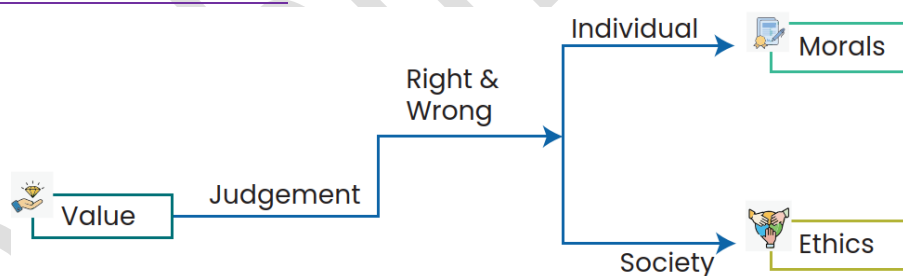 Individual
Morals
Right &
Wrong
Judgement
Value
Ethics
Society